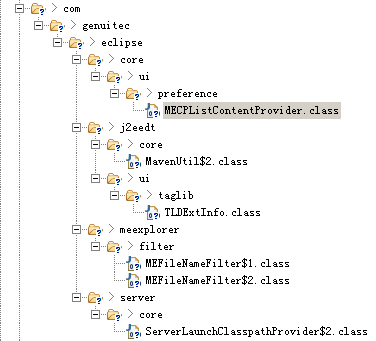 > com
> genuitec
> eclipse
> core
> ui
> preference
MECPListContentProvider.class
> j2eedt
> core
MavenUtil$2.class
> ui
> taglib
TLDExtInfo.class
> meexplorer
> filter
MEFileNameFilter$1.class
MEFileNameFilter$2.class
> server
> core
ServerLaunchClasspathProvider$2.class